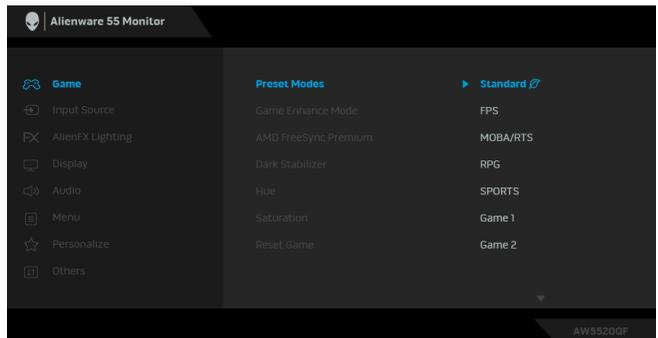 Alienware 55 Monitor
Game
Preset Modes
Standard
Input Source
Game Enhance Mode
FPS
AlienFX Lighting
AMD FreeSync Premium
MOBA/RTS
Display
Dark Stabilizer
RPG
Audio
Hue
SPORTS
Menu
Saturation
Game 1
Personalize
Reset Game
Game 2
Others
AW5520QF